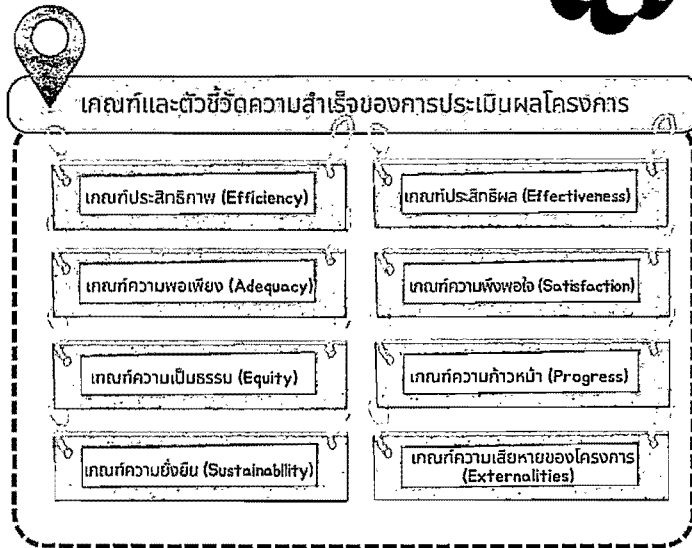 เกณฑ์และตัวชี้วัดความสำเร็จของการประเมินผลโครงการ
เกณฑ์ประสิทธิภาพ (Efficiency)
เกณฑ์ประสิทธิผล (Effectiveness)
เกณฑ์ความพอเพียง (Adequacy)
เกณฑ์ความพึงพอใจ (Satisfaction)
เกณฑ์ความเป็นธรรม (Equity)
เกณฑ์ความก้าวหน้า (Progress)
เกณฑ์ความยั่งยืน (Sustainability)
เกณฑ์ความเสียหายของโครงการ
(Externalities)